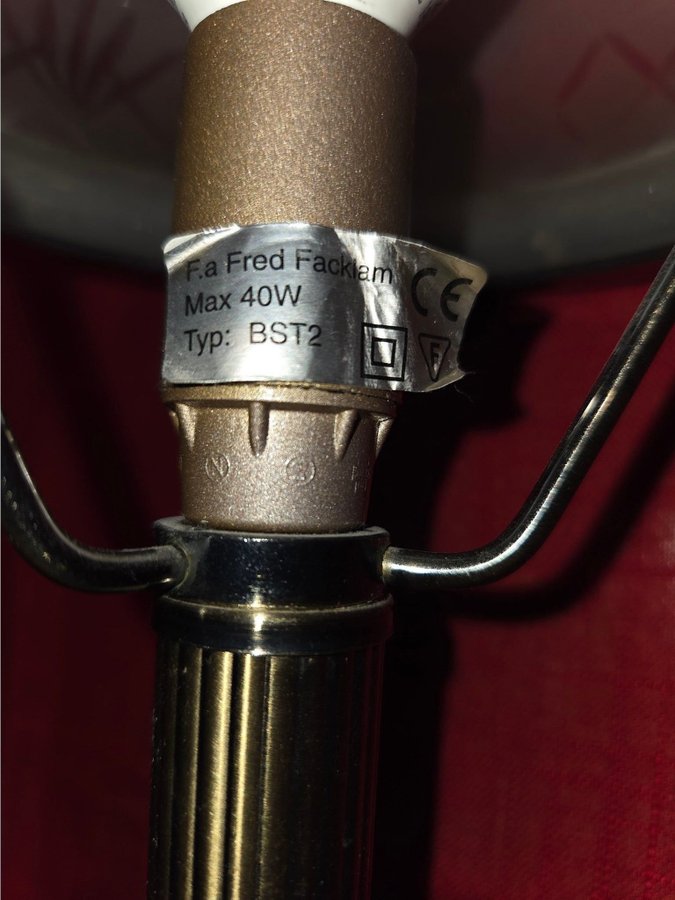 F.a Fred Facklam
Max 40W
Typ: BST2
CE
F
N